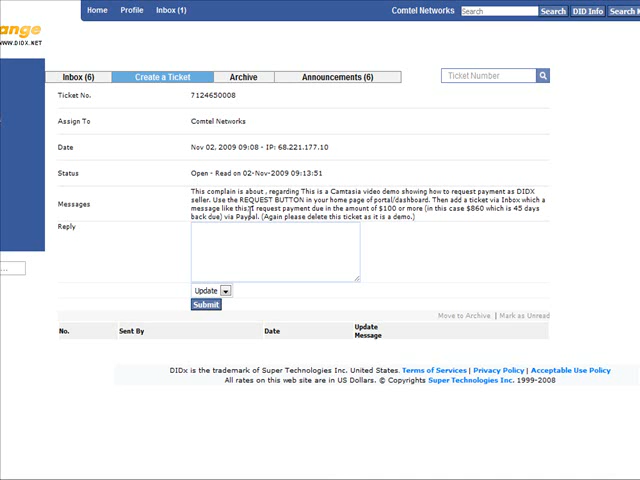 Home Profile Inbox (1) Comtel Networks Search Search DID Info Search
ange
WWW.DIDX.NET
Inbox (6) Create a Ticket Archive Announcements (6) Ticket Number
Ticket No. 7124650008
Assign To Comtel Networks
Date Nov 02, 2009 09:08 - IP: 68.221.177.10
Status Open - Read on 02-Nov-2009 09:13:51
This complain is about , regarding This is a Camtasia video demo showing how to request payment as DIDX
seller. Use the REQUEST BUTTON in your home page of portal/dashboard. Then add a ticket via Inbox which a
Messages
message like this:I request payment due in the amount of $100 or more (in this case $860 which is 45 days
back due) via Paypal. (Again please delete this ticket as it is a demo.)
Reply
...
Update
Submit
Move to Archive | Mark as Unread
No. Sent By Date Update
Message
DIDx is the trademark of Super Technologies Inc. United States. Terms of Services | Privacy Policy | Acceptable Use Policy
All rates on this web site are in US Dollars. © Copyrights Super Technologies Inc. 1999-2008